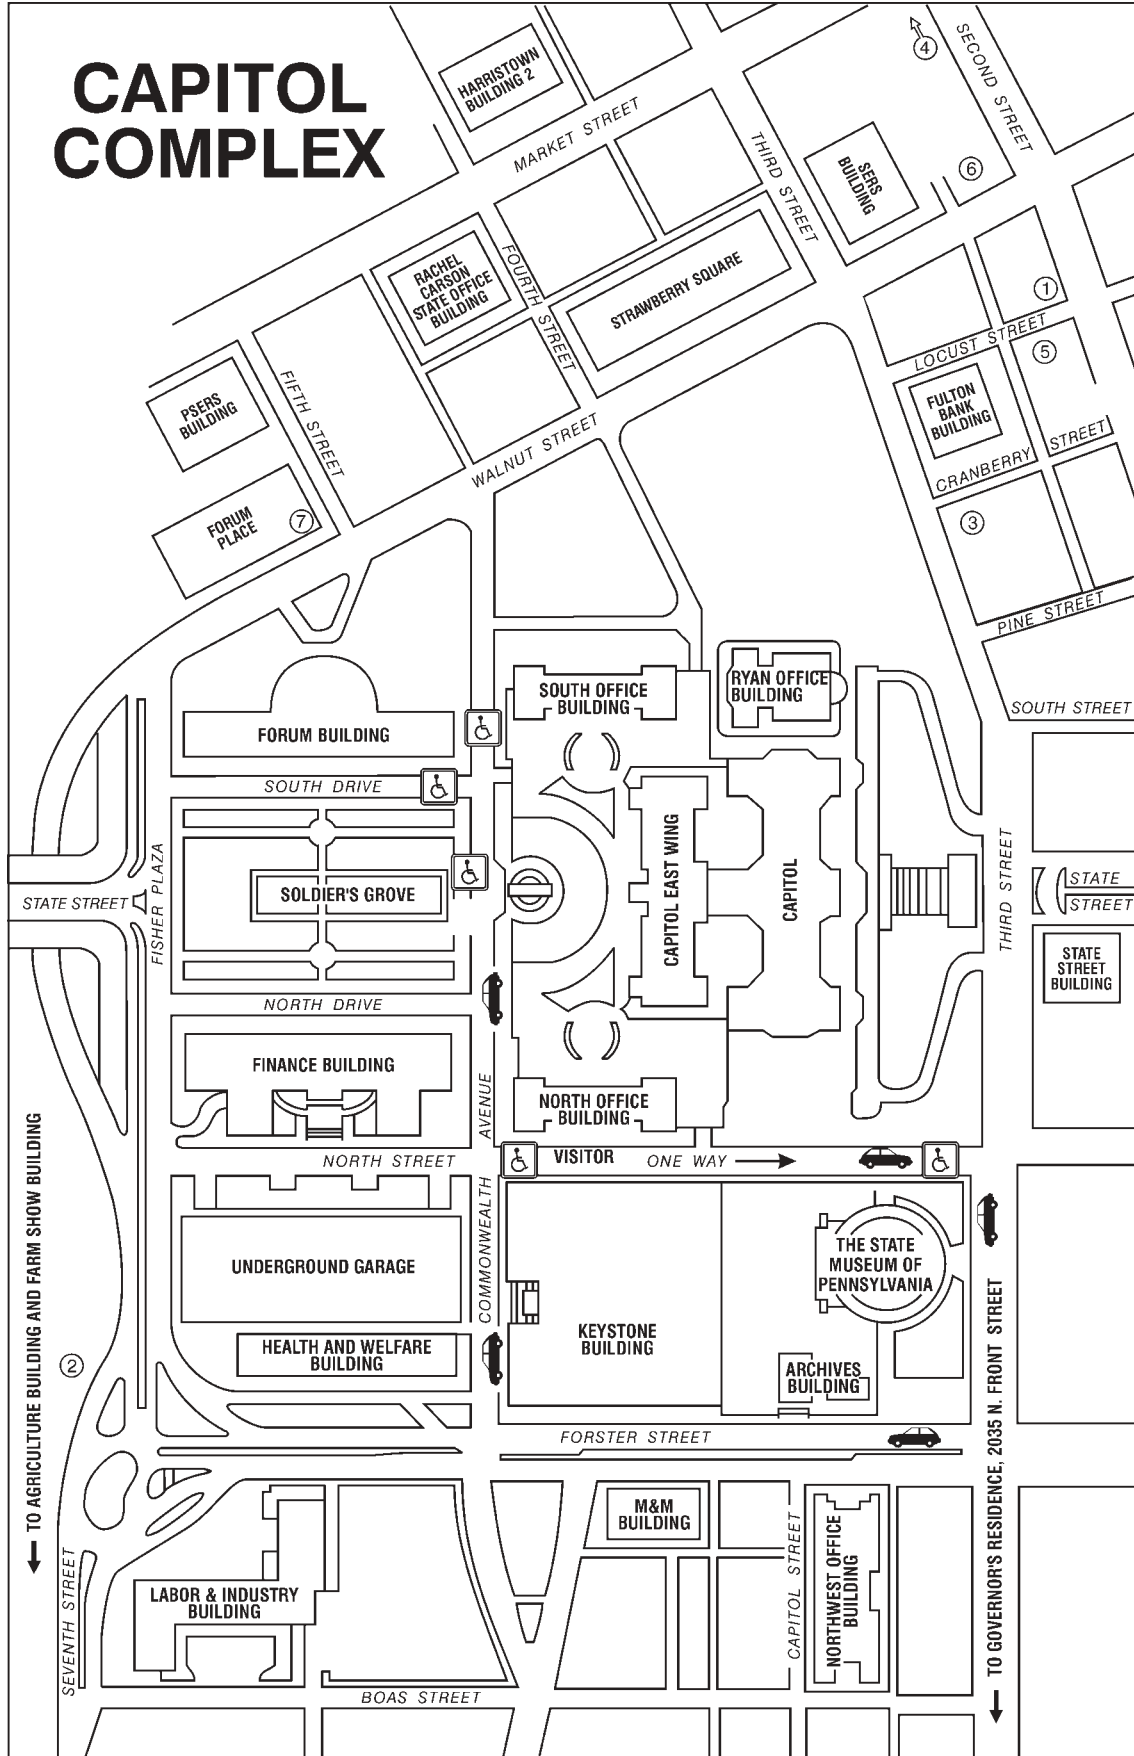 CAPITOL
COMPLEX
HARRISTOWN
BUILDING 2
MARKET STREET
4
SECOND STREET
THIRD STREET
SERS
BUILDING
6
RACHEL
CARSON
STATE OFFICE
BUILDING
FOURTH STREET
STRAWBERRY SQUARE
1
LOCUST STREET
5
PSERS
BUILDING
FIFTH STREET
FULTON
BANK
BUILDING
WALNUT STREET
CRANBERRY STREET
FORUM
PLACE
7
3
PINE STREET
SOUTH OFFICE
BUILDING
RYAN OFFICE
BUILDING
SOUTH STREET
FORUM BUILDING
SOUTH DRIVE
FISHER PLAZA
STATE STREET
SOLDIER'S GROVE
CAPITOL EAST WING
CAPITOL
THIRD STREET
STATE
STREET
STATE
STREET
BUILDING
NORTH DRIVE
FINANCE BUILDING
NORTH OFFICE
BUILDING
COMMONWEALTH AVENUE
NORTH STREET
VISITOR
ONE WAY
UNDERGROUND GARAGE
THE STATE
MUSEUM OF
PENNSYLVANIA
KEYSTONE
BUILDING
HEALTH AND WELFARE
BUILDING
ARCHIVES
BUILDING
2
TO AGRICULTURE BUILDING AND FARM SHOW BUILDING
TO GOVERNOR'S RESIDENCE, 2035 N. FRONT STREET
FORSTER STREET
M&M
BUILDING
CAPITOL STREET
NORTHWEST OFFICE
BUILDING
LABOR & INDUSTRY
BUILDING
SEVENTH STREET
BOAS STREET